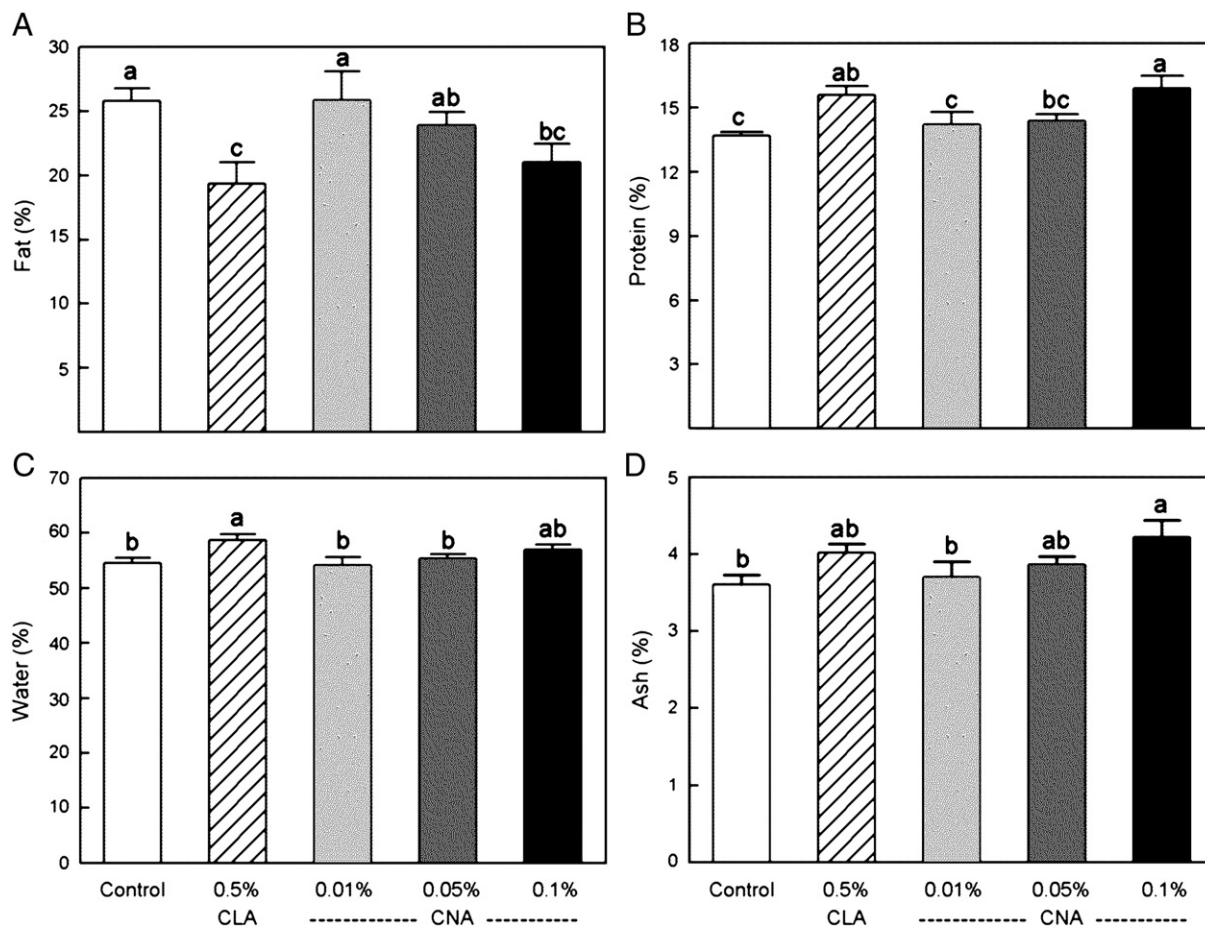 A
Fat (%)
30
25
20
15
10
5
a
c
a
ab
bc
B
Protein (%)
18
15
12
9
6
3
c
ab
c
bc
a
C
Water (%)
70
60
50
40
30
20
10
0
b
a
b
b
ab
Control
0.5%
0.01%
0.05%
0.1%
CLA
CNA
D
Ash (%)
5
4
3
2
1
0
b
ab
b
ab
a
Control
0.5%
0.01%
0.05%
0.1%
CLA
CNA